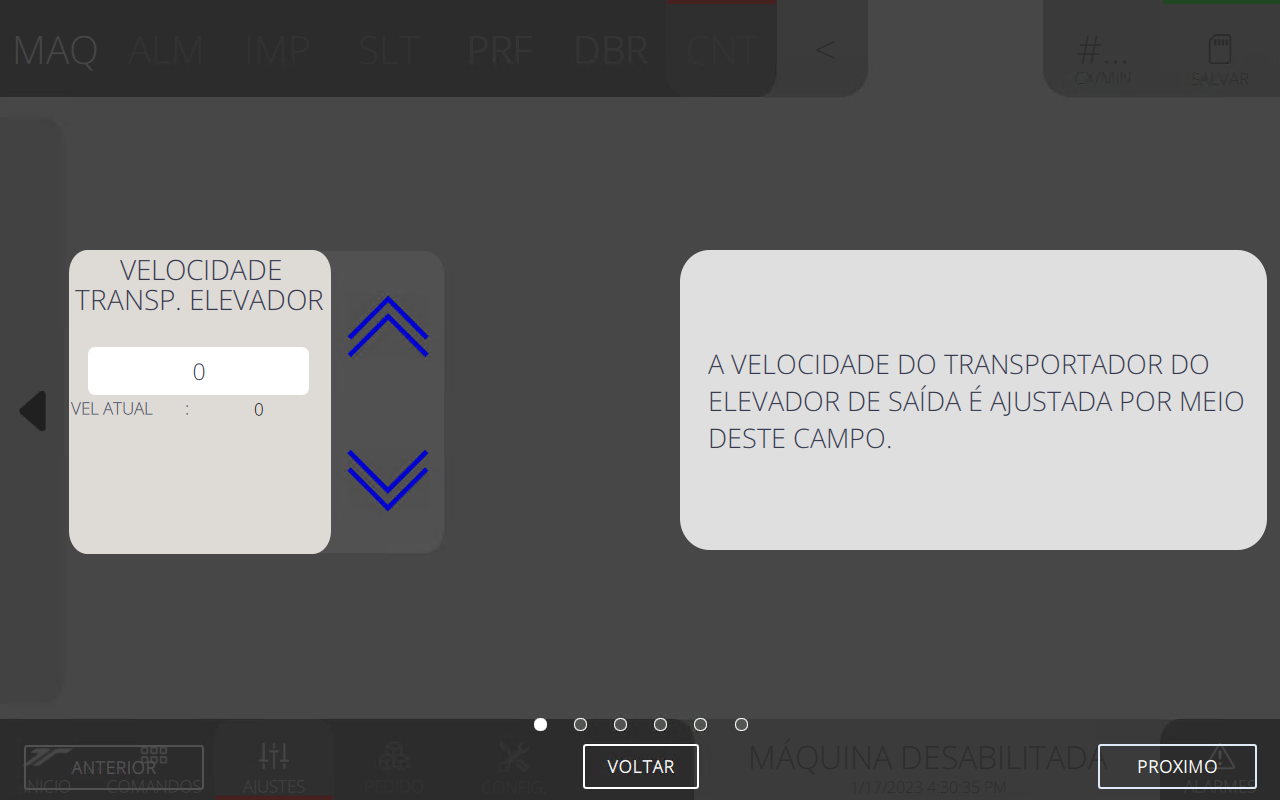 MAQ ALM IMP SLT PRF DBR CNT <
#...
CX/MIN
SALVAR
VELOCIDADE
TRANSP. ELEVADOR
0
VEL ATUAL : 0
A VELOCIDADE DO TRANSPORTADOR DO
ELEVADOR DE SAÍDA É AJUSTADA POR MEIO
DESTE CAMPO.
ANTERIOR
VOLTAR
MÁQUINA DESABILITADA
PROXIMO
INICIO COMANDOS AJUSTES PEDIDO CONFIG 1/17/2023 4:30:35 PM ALARMES